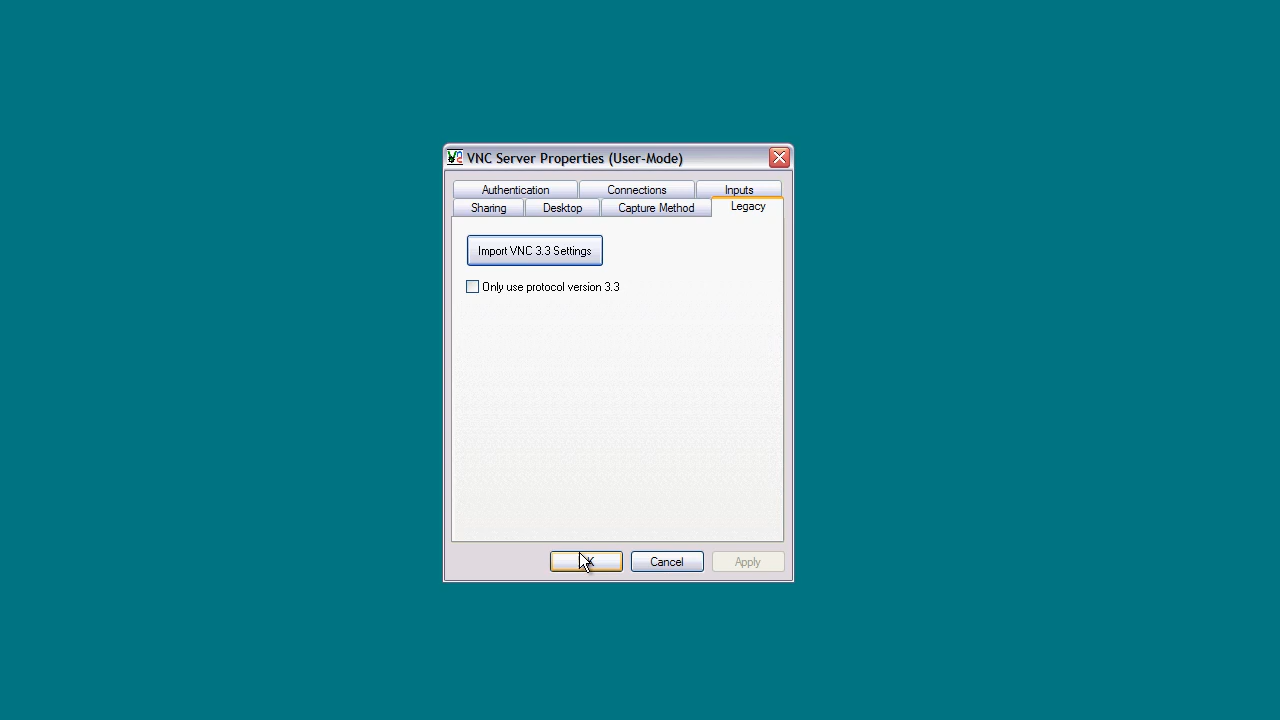 VNC Server Properties (User-Mode)
Authentication Connections Inputs
Sharing Desktop Capture Method Legacy
Import VNC 3.3 Settings
Only use protocol version 3.3
Cancel Apply